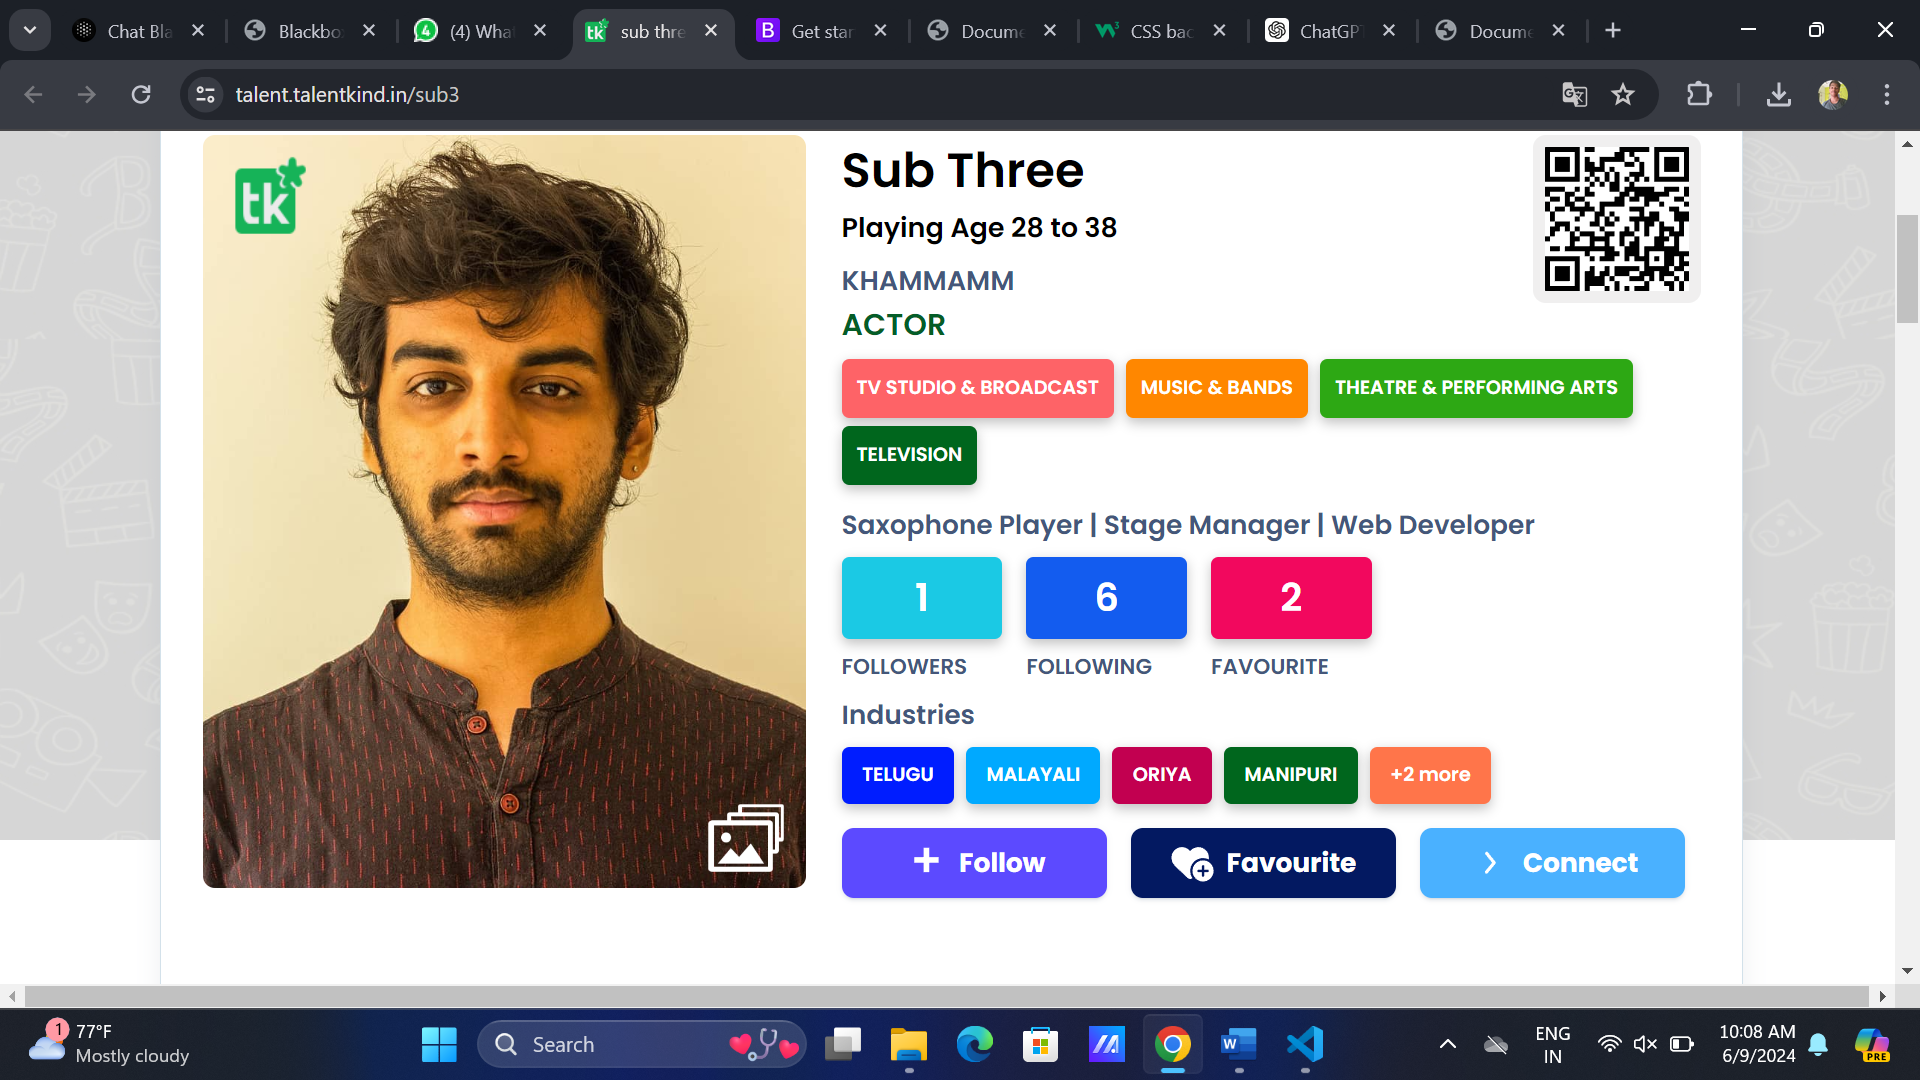 Chat Bla
Blackbo
(4) What
sub thre
Get star
Docume
CSS bac
ChatGPT
Docume
talent.talentkind.in/sub3
tk
Sub Three
Playing Age 28 to 38
KHAMMAMM
ACTOR
TV STUDIO & BROADCAST
MUSIC & BANDS
THEATRE & PERFORMING ARTS
TELEVISION
Saxophone Player | Stage Manager | Web Developer
1
6
2
FOLLOWERS
FOLLOWING
FAVOURITE
Industries
TELUGU
MALAYALI
ORIYA
MANIPURI
+2 more
Follow
Favourite
Connect
1
77°F
Mostly cloudy
Search
ENG
IN
10:08 AM
6/9/2024
PRE